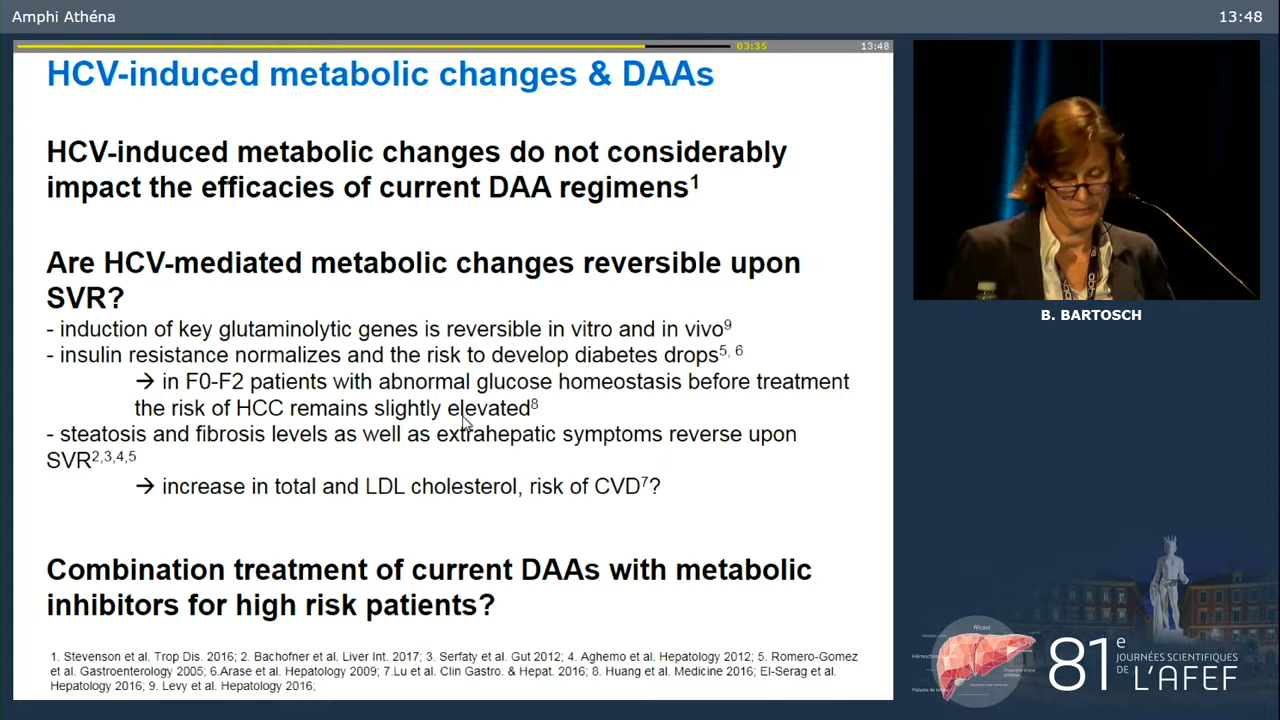 Amphi Athéna
13:48
03:35
13:48
HCV-induced metabolic changes & DAAs
HCV-induced metabolic changes do not considerably
impact the efficacies of current DAA regimens¹
Are HCV-mediated metabolic changes reversible upon
SVR?
- induction of key glutaminolytic genes is reversible in vitro and in vivo⁹
- insulin resistance normalizes and the risk to develop diabetes drops⁵, ⁶
→ in F0-F2 patients with abnormal glucose homeostasis before treatment
the risk of HCC remains slightly elevated⁸
- steatosis and fibrosis levels as well as extrahepatic symptoms reverse upon
SVR²,³,⁴,⁵
→ increase in total and LDL cholesterol, risk of CVD⁷?
Combination treatment of current DAAs with metabolic
inhibitors for high risk patients?
1. Stevenson et al. Trop Dis. 2016; 2. Bachofner et al. Liver Int. 2017; 3. Serfaty et al. Gut 2012; 4. Aghemo et al. Hepatology 2012; 5. Romero-Gomez
et al. Gastroenterology 2005; 6.Arase et al. Hepatology 2009; 7.Lu et al. Clin Gastro. & Hepat. 2016; 8. Huang et al. Medicine 2016; El-Serag et al.
Hepatology 2016; 9. Levy et al. Hepatology 2016;
B. BARTOSCH
Alcool
81e
JOURNÉES SCIENTIFIQUES
DE L'AFEF